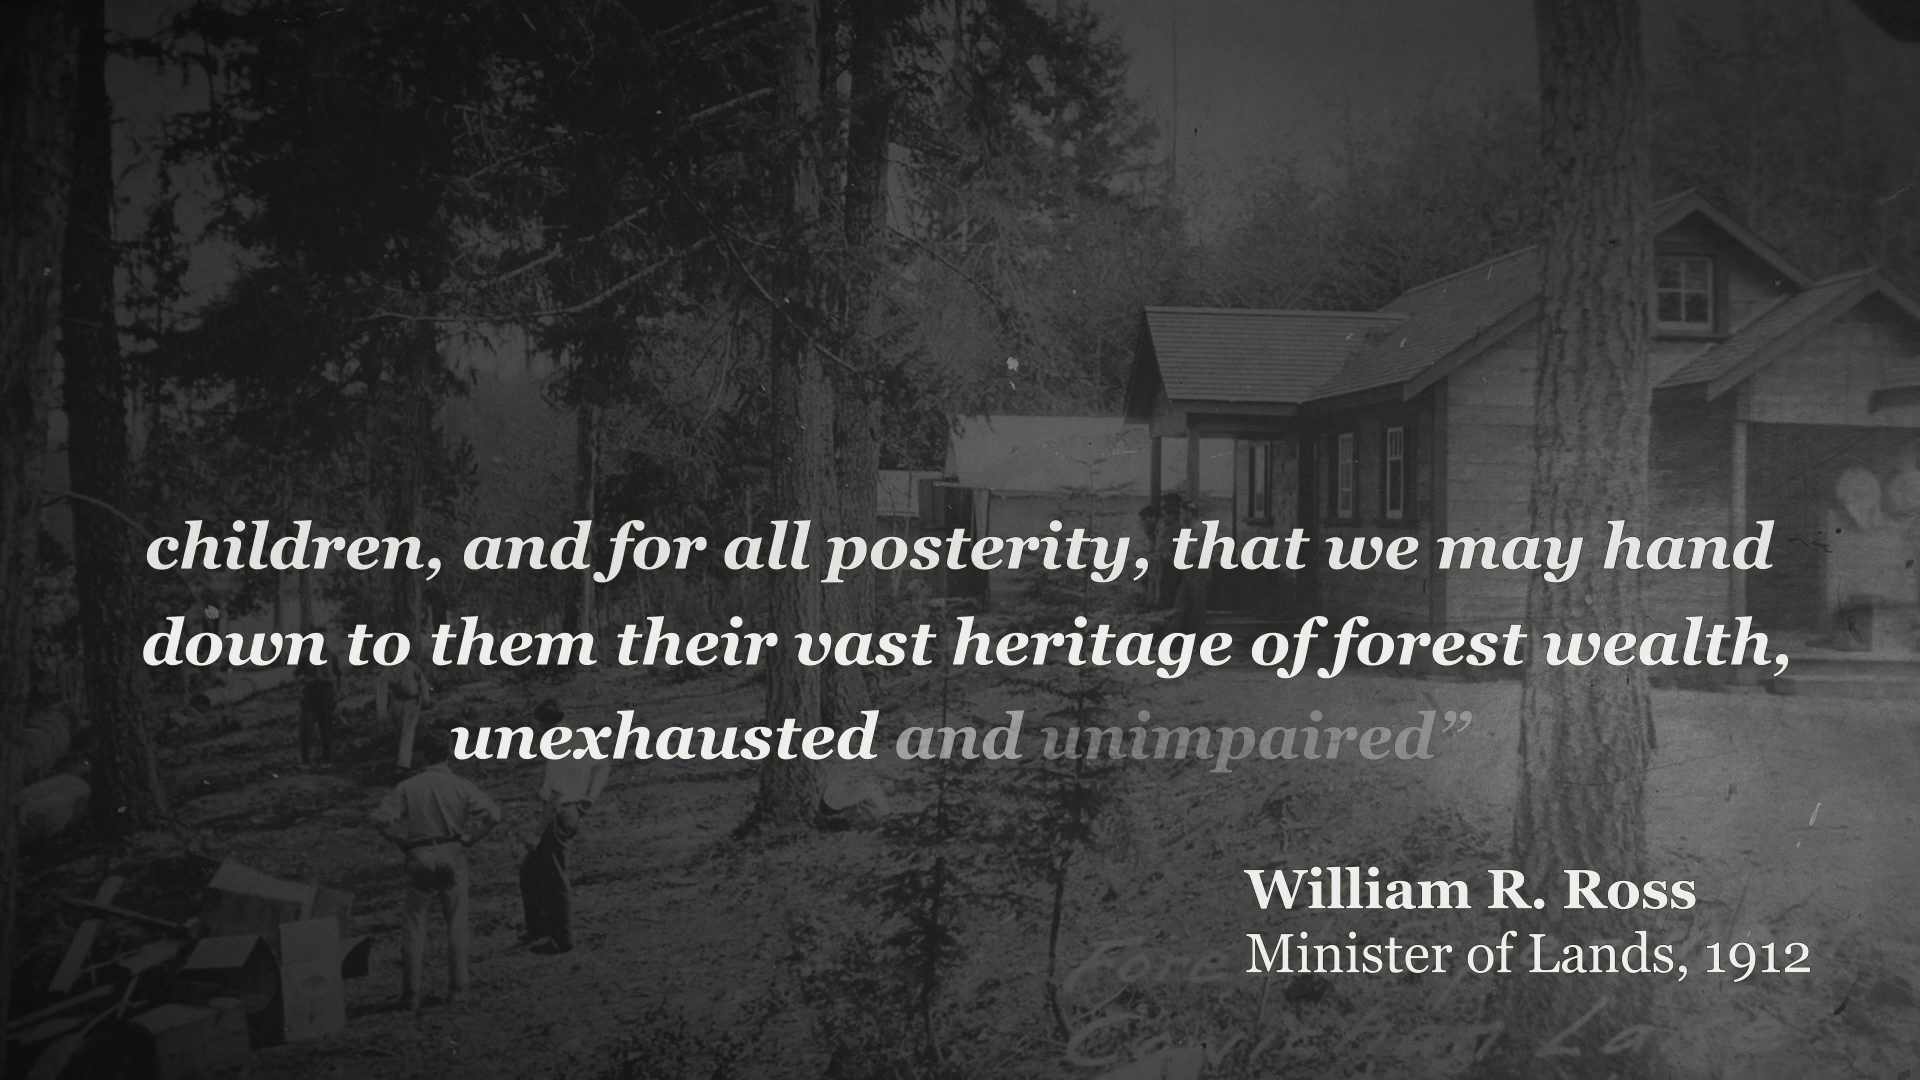 children, and for all posterity, that we may hand
down to them their vast heritage of forest wealth,
unexhausted and unimpaired”
William R. Ross
Minister of Lands, 1912